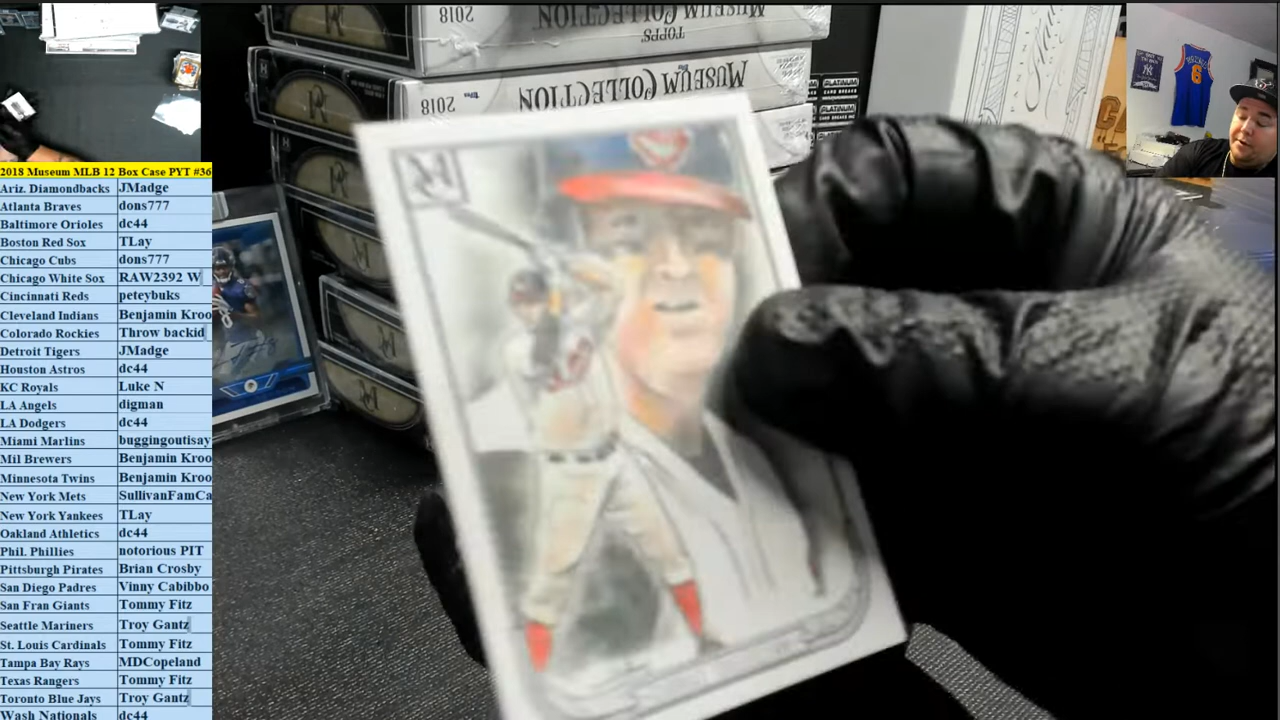 2018
MUSEUM COLLECTION
TOPPS
2018
topps
MUSEUM COLLECTION
PLATINUM
PLATINUM
PLATINUM
6
2018 Museum MLB 12 Box Case PYT #36
Ariz. Diamondbacks JMadge
Atlanta Braves dons777
Baltimore Orioles dc44
Boston Red Sox TLay
Chicago Cubs dons777
Chicago White Sox RAW2392 W
Cincinnati Reds peteybuks
Cleveland Indians Benjamin Kroo
Colorado Rockies Throw backid
Detroit Tigers JMadge
Houston Astros dc44
KC Royals Luke N
LA Angels digman
LA Dodgers dc44
Miami Marlins buggingoutisay
Mil Brewers Benjamin Kroo
Minnesota Twins Benjamin Kroo
New York Mets SullivanFamCa
New York Yankees TLay
Oakland Athletics dc44
Phil. Phillies notorious PIT
Pittsburgh Pirates Brian Crosby
San Diego Padres Vinny Cabibbo
San Fran Giants Tommy Fitz
Seattle Mariners Troy Gantz
St. Louis Cardinals Tommy Fitz
Tampa Bay Rays MDCopeland
Texas Rangers Tommy Fitz
Toronto Blue Jays Troy Gantz
Wash Nationals dc44